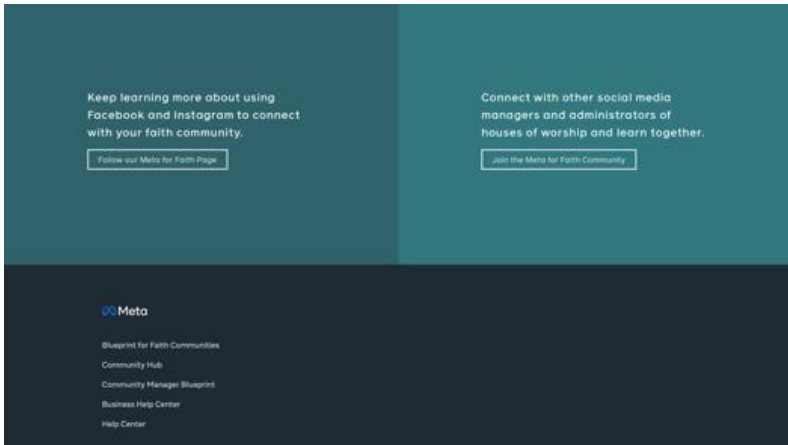 Keep learning more about using
Facebook and Instagram to connect
with your faith community.
Follow our Meta for Faith Page
Connect with other social media
managers and administrators of
houses of worship and learn together.
Join the Meta for Faith Community
Meta
Blueprint for Faith Communities
Community Hub
Community Manager Blueprint
Business Help Center
Help Center